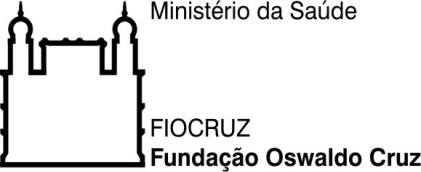 Ministério da Saúde
FIOCRUZ
Fundação Oswaldo Cruz